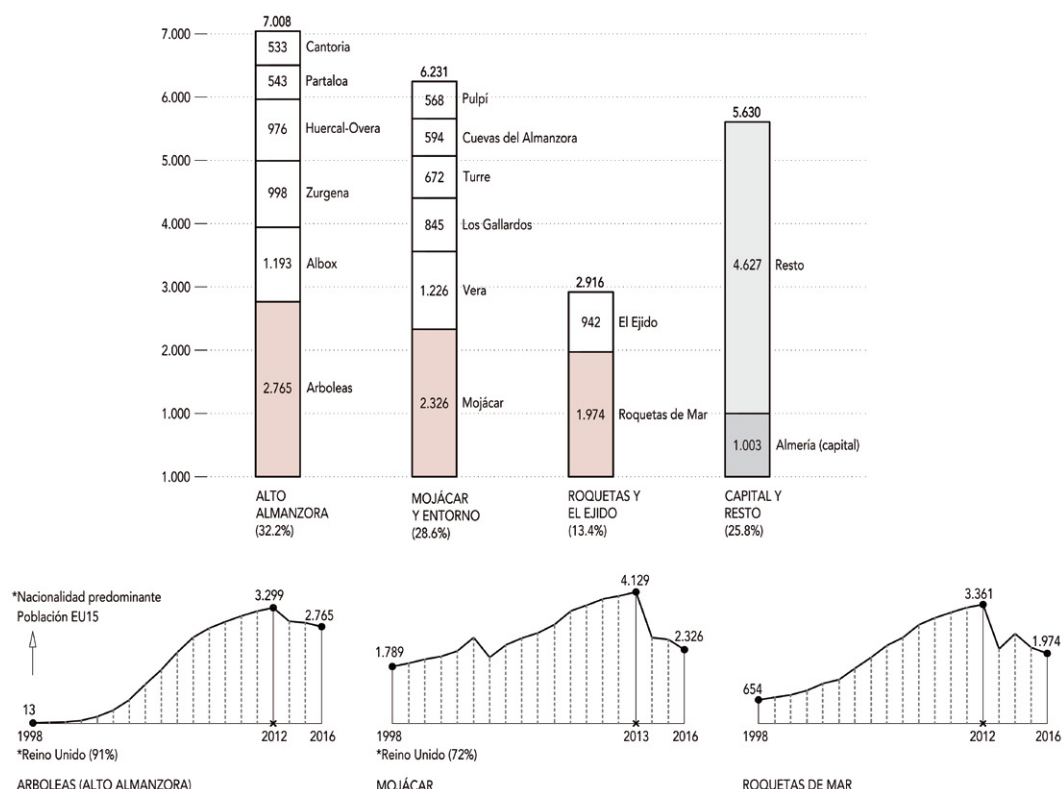 7.008
7.000
533 Cantoria
6.231
543 Partaloa
6.000
568 Pulpí
5.630
976 Huercal-Overa
594 Cuevas del Almanzora
5.000
672 Turre
998 Zurgena
4.000
845 Los Gallardos
1.193 Albox
4.627 Resto
3.000
2.916
1.226 Vera
942 El Ejido
2.000
2.765 Arboleas
2.326 Mojácar
1.974 Roquetas de Mar
1.000
1.003 Almería (capital)
1.000
ALTO
ALMANZORA
(32.2%)
MOJÁCAR
Y ENTORNO
(28.6%)
ROQUETAS Y
EL EJIDO
(13.4%)
CAPITAL Y
RESTO
(25.8%)
*Nacionalidad predominante
Población EU15
3.299
2.765
13
1998
2012
2016
*Reino Unido (91%)
ARBOLEAS (ALTO ALMANZORA)
4.129
2.326
1.789
1998
2013
2016
*Reino Unido (72%)
MOJÁCAR
3.361
1.974
654
1998
2012
2016
ROQUETAS DE MAR